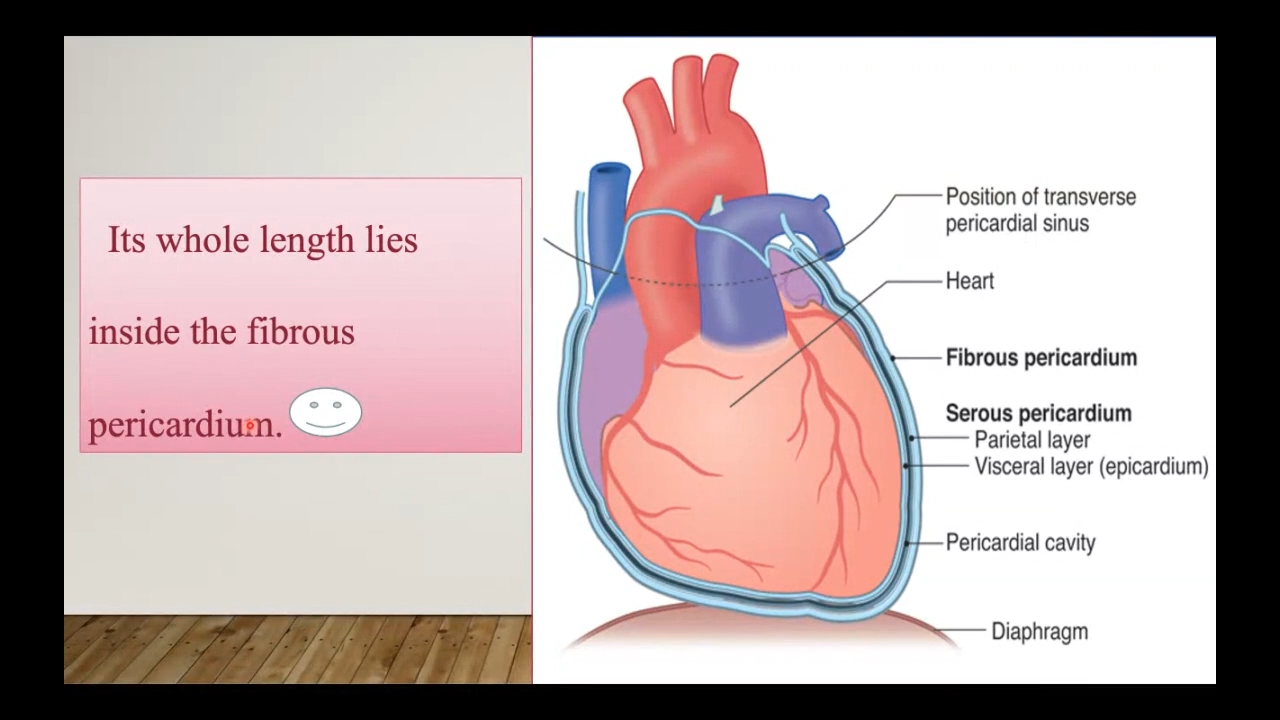 Its whole length lies
inside the fibrous
pericardium.
Position of transverse
pericardial sinus
Heart
Fibrous pericardium
Serous pericardium
Parietal layer
Visceral layer (epicardium)
Pericardial cavity
Diaphragm